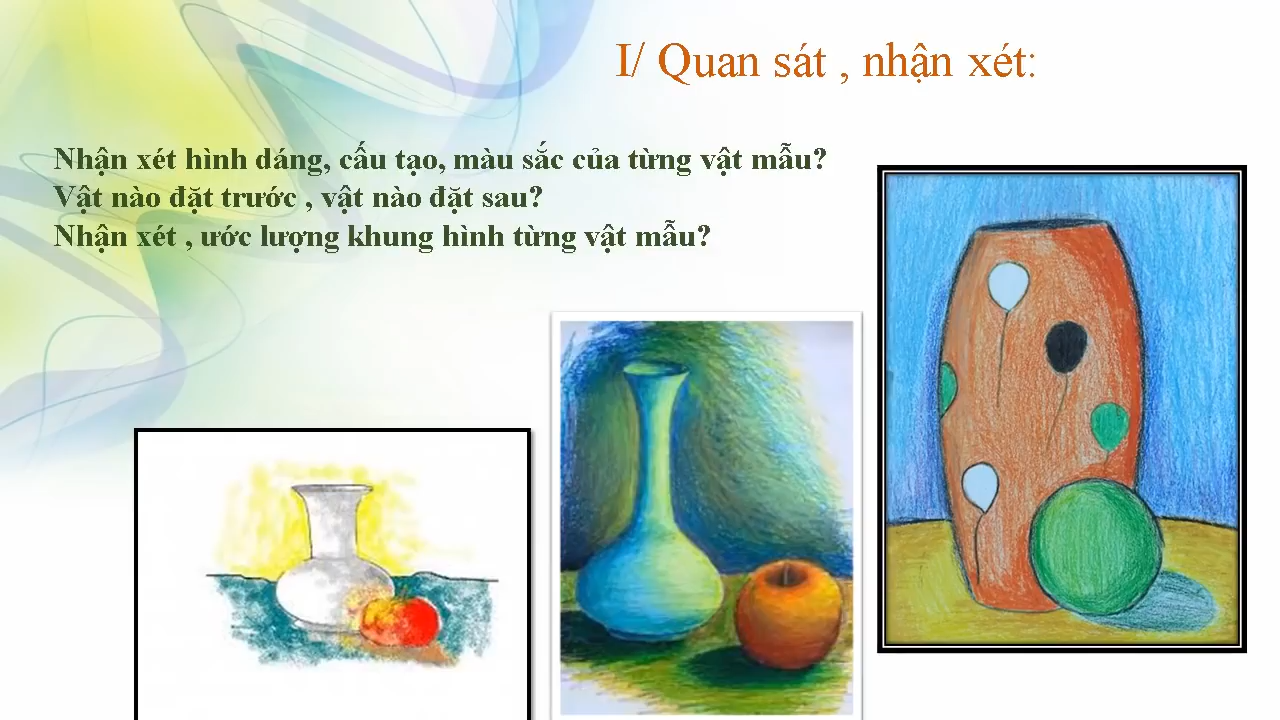 I/ Quan sát , nhận xét:
Nhận xét hình dáng, cấu tạo, màu sắc của từng vật mẫu?
Vật nào đặt trước , vật nào đặt sau?
Nhận xét , ước lượng khung hình từng vật mẫu?